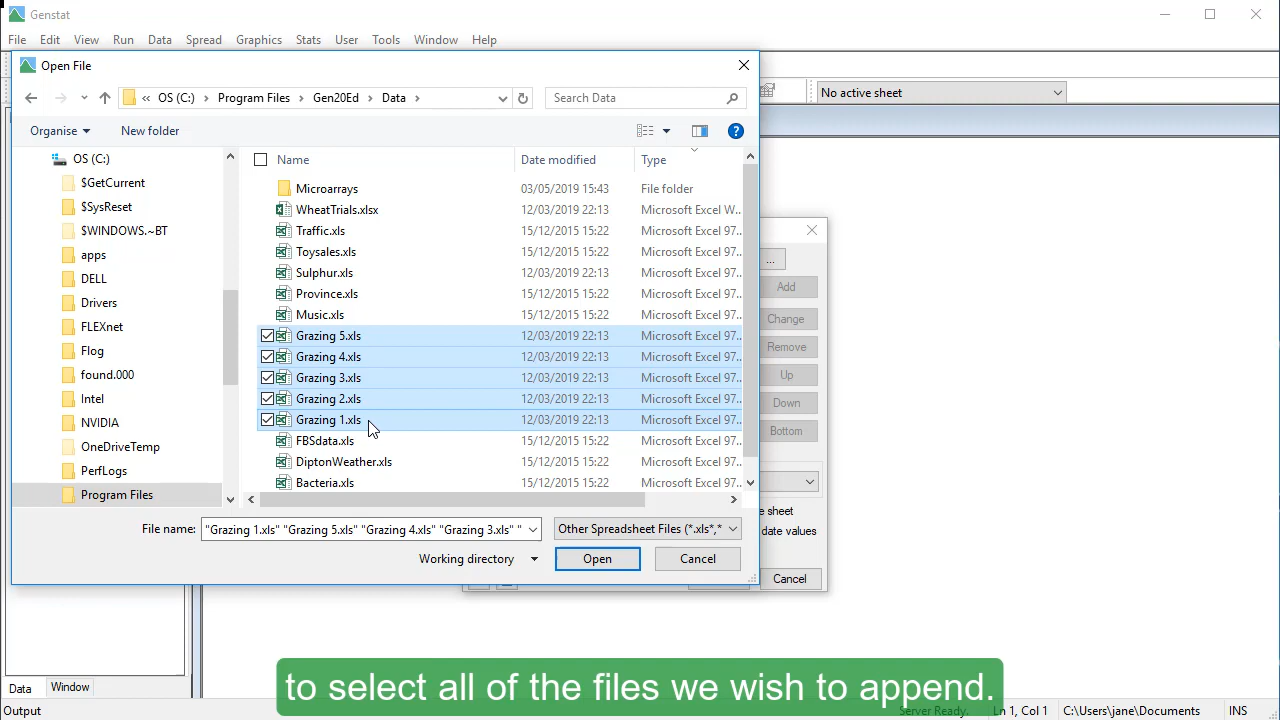 Genstat
File Edit View Run Data Spread Graphics Stats User Tools Window Help
Open File
No active sheet
« OS (C:) › Program Files › Gen20Ed › Data ›
Search Data
Organise New folder
OS (C:)
$GetCurrent
$SysReset
$WINDOWS.~BT
apps
DELL
Drivers
FLEXnet
Flog
found.000
Intel
NVIDIA
OneDriveTemp
PerfLogs
Program Files
Name Date modified Type
Microarrays 03/05/2019 15:43 File folder
WheatTrials.xlsx 12/03/2019 22:13 Microsoft Excel W...
Traffic.xls 15/12/2015 15:22 Microsoft Excel 97...
Toysales.xls 15/12/2015 15:22 Microsoft Excel 97...
Sulphur.xls 12/03/2019 22:13 Microsoft Excel 97...
Province.xls 15/12/2015 15:22 Microsoft Excel 97...
Music.xls 15/12/2015 15:22 Microsoft Excel 97...
Grazing 5.xls 12/03/2019 22:13 Microsoft Excel 97...
Grazing 4.xls 12/03/2019 22:13 Microsoft Excel 97...
Grazing 3.xls 12/03/2019 22:13 Microsoft Excel 97...
Grazing 2.xls 12/03/2019 22:13 Microsoft Excel 97...
Grazing 1.xls 12/03/2019 22:13 Microsoft Excel 97...
FBSdata.xls 15/12/2015 15:22 Microsoft Excel 97...
DiptonWeather.xls 15/12/2015 15:22 Microsoft Excel 97...
Bacteria.xls 15/12/2015 15:22 Microsoft Excel 97...
File name: "Grazing 1.xls" "Grazing 5.xls" "Grazing 4.xls" "Grazing 3.xls" "
Other Spreadsheet Files (*.xls*,*
Working directory Open Cancel
...
Add
Change
Remove
Up
Down
Bottom
e sheet
date values
Cancel
Data Window
to select all of the files we wish to append.
Output Server Ready. Ln 1, Col 1 C:\Users\jane\Documents INS